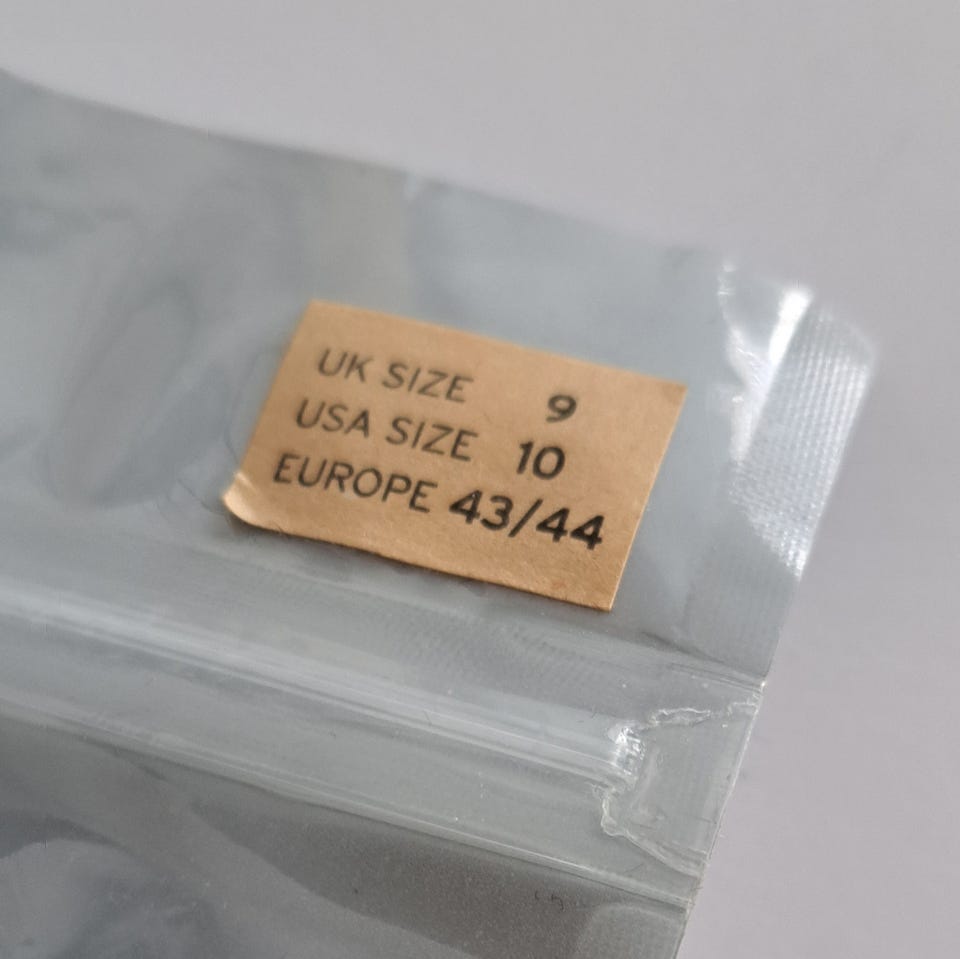 UK SIZE 9
USA SIZE 10
EUROPE 43/44